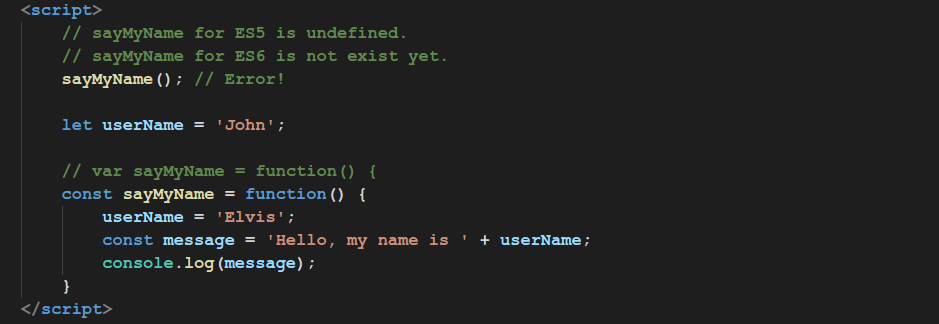 <script>
// sayMyName for ES5 is undefined.
// sayMyName for ES6 is not exist yet.
sayMyName(); // Error!
let userName = 'John';
// var sayMyName = function() {
const sayMyName = function() {
userName = 'Elvis';
const message = 'Hello, my name is ' + userName;
console.log(message);
}
</script>